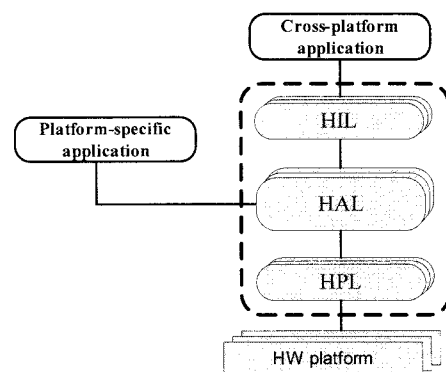 Cross-platform
application
HIL
Platform-specific
application
HAL
HPL
HW platform